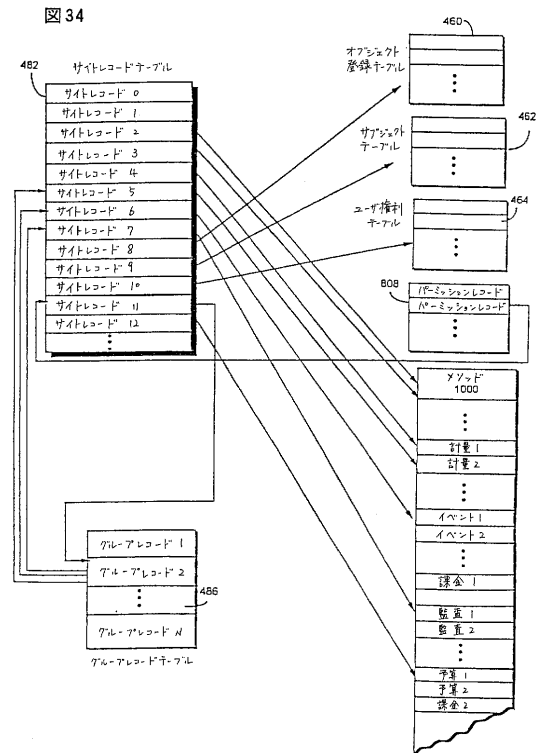 図34
サイトレコードテーブル
482
サイトレコード 0
サイトレコード 1
サイトレコード 2
サイトレコード 3
サイトレコード 4
サイトレコード 5
サイトレコード 6
サイトレコード 7
サイトレコード 8
サイトレコード 9
サイトレコード 10
サイトレコード 11
サイトレコード 12
460
オブジェクト
登録テーブル
サブジェクト
テーブル
462
ユーザ権利
テーブル
464
808
パーミッションレコード
パーミッションレコード
メソッド
1000
計量 1
計量 2
イベント 1
イベント 2
課金 1
監査 1
監査 2
予算 1
予算 2
課金 2
グループレコード 1
グループレコード 2
486
グループレコード N
グループレコードテーブル